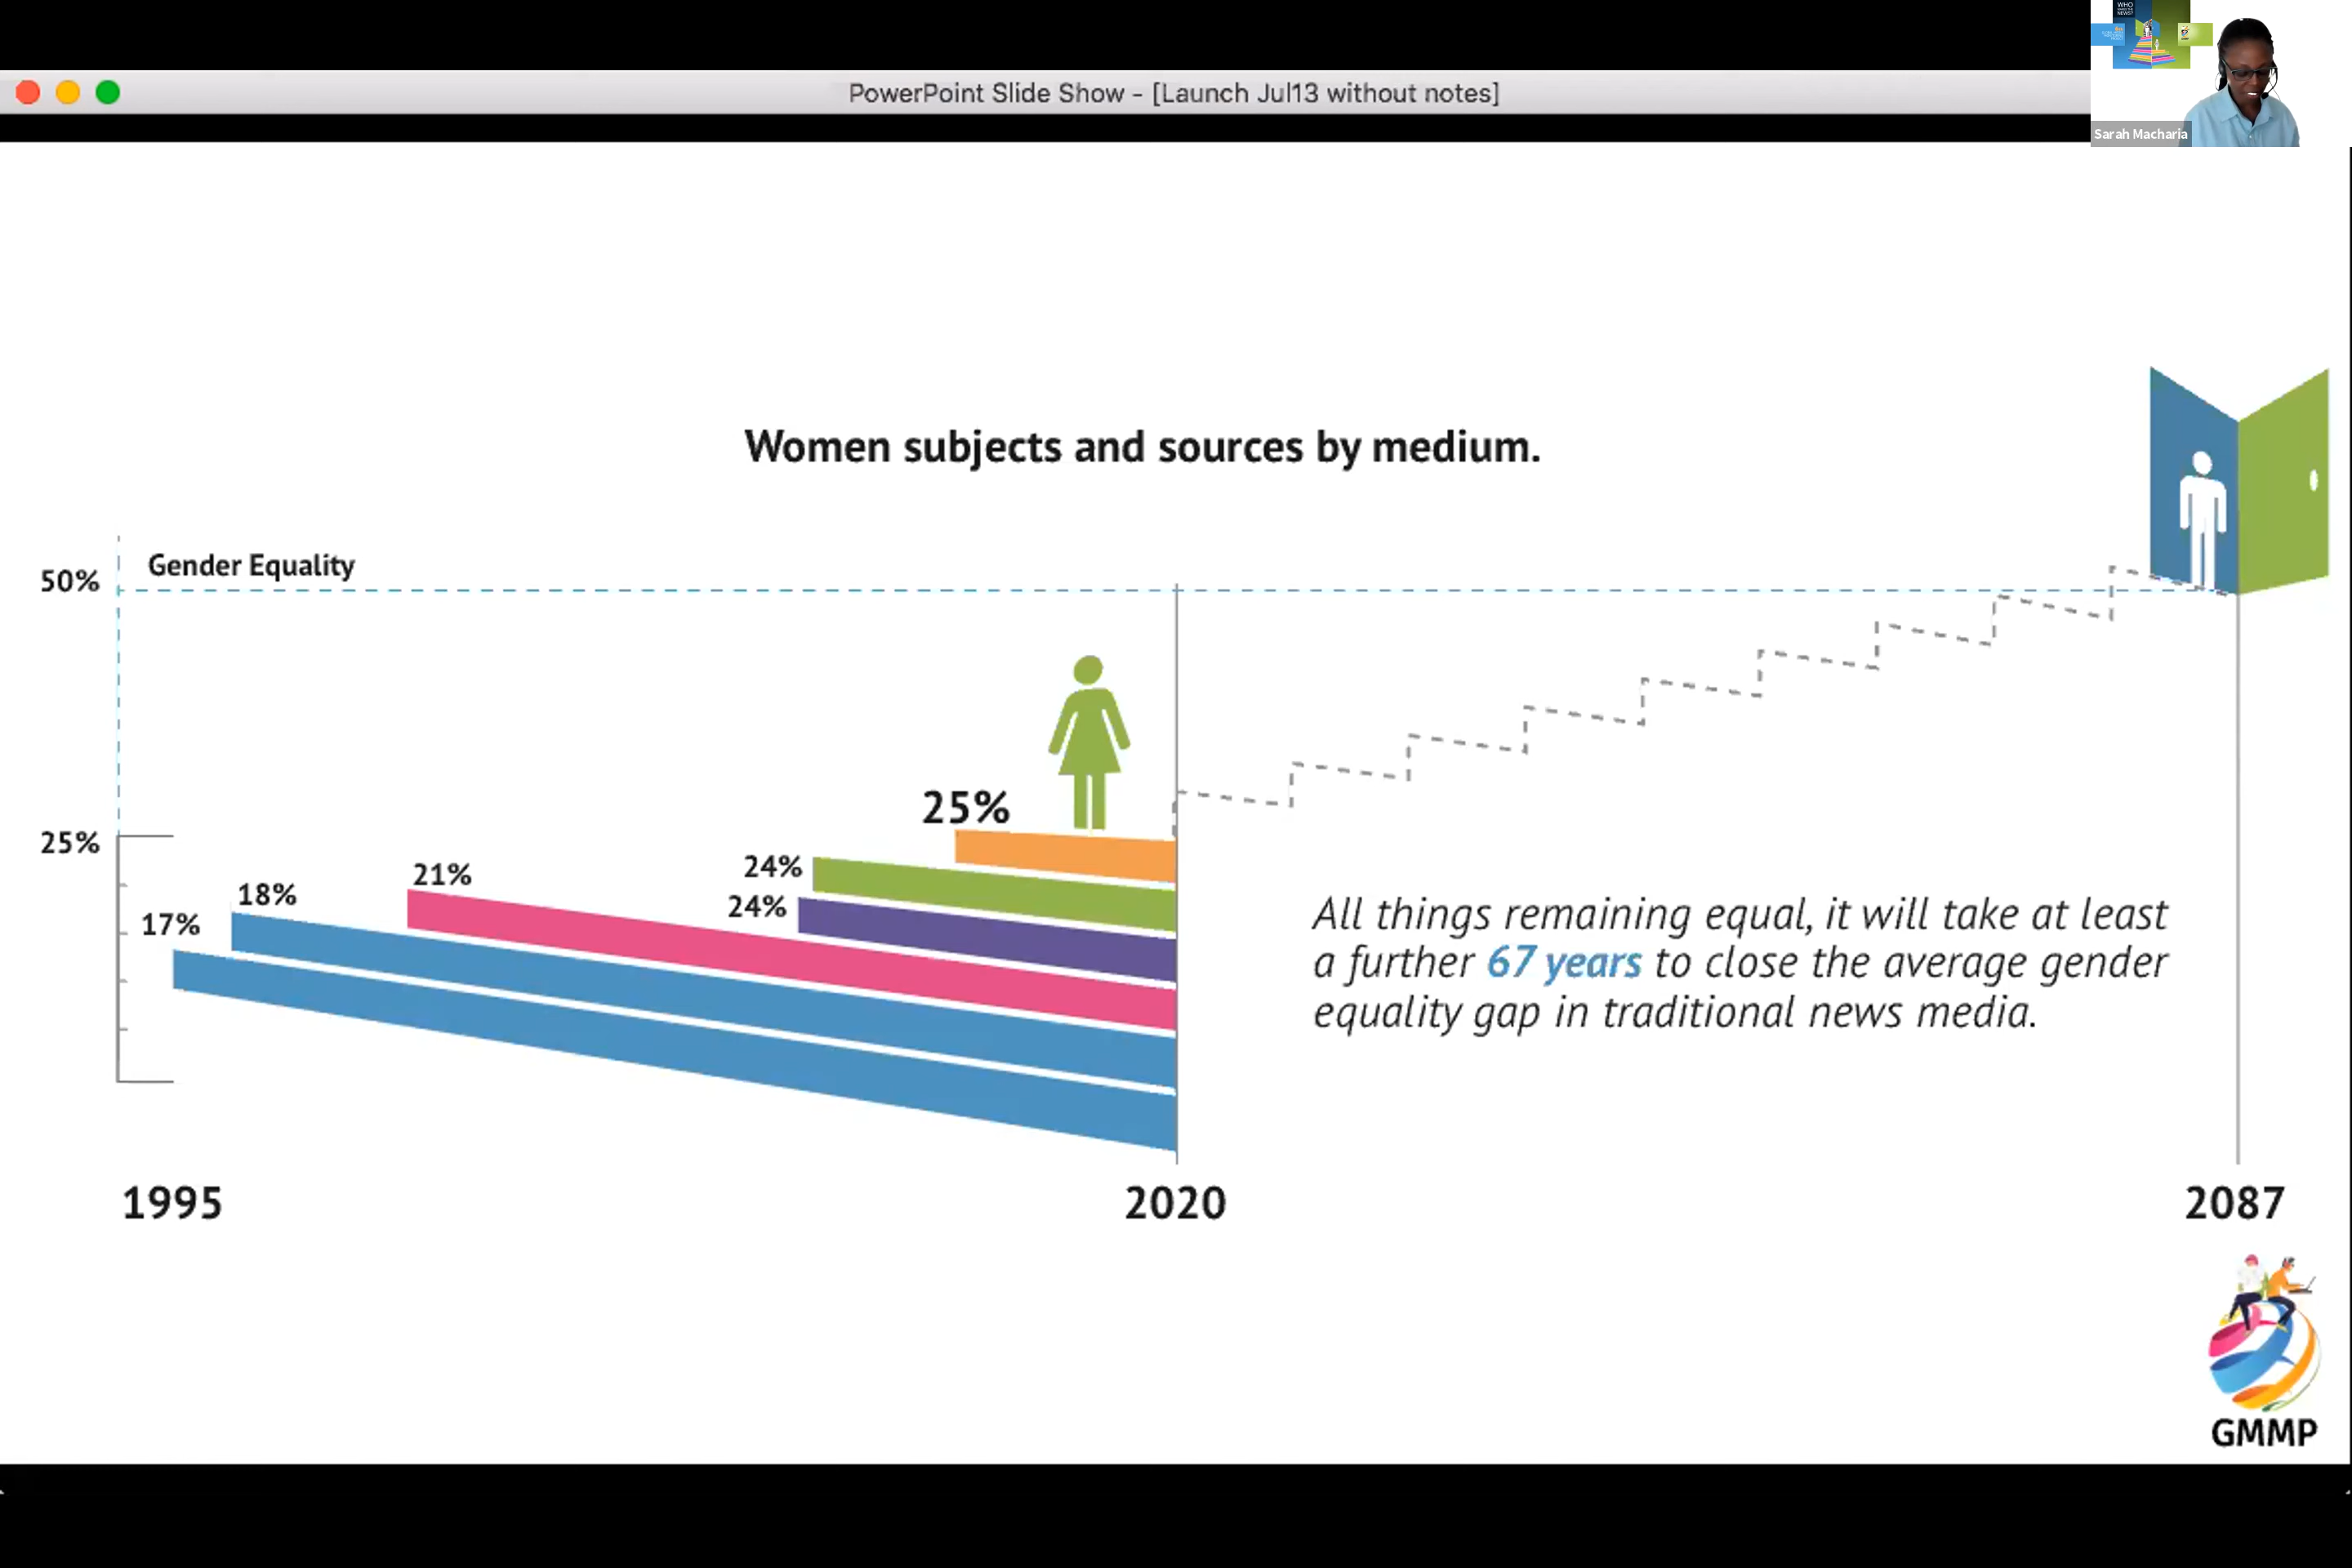 WHO
PowerPoint Slide Show - [Launch Jul13 without notes]
Sarah Macharia
Women subjects and sources by medium.
Gender Equality
50%
25%
25%
24%
21%
24%
18%
17%
All things remaining equal, it will take at least
a further 67 years to close the average gender
equality gap in traditional news media.
1995
2020
2087
GMMP